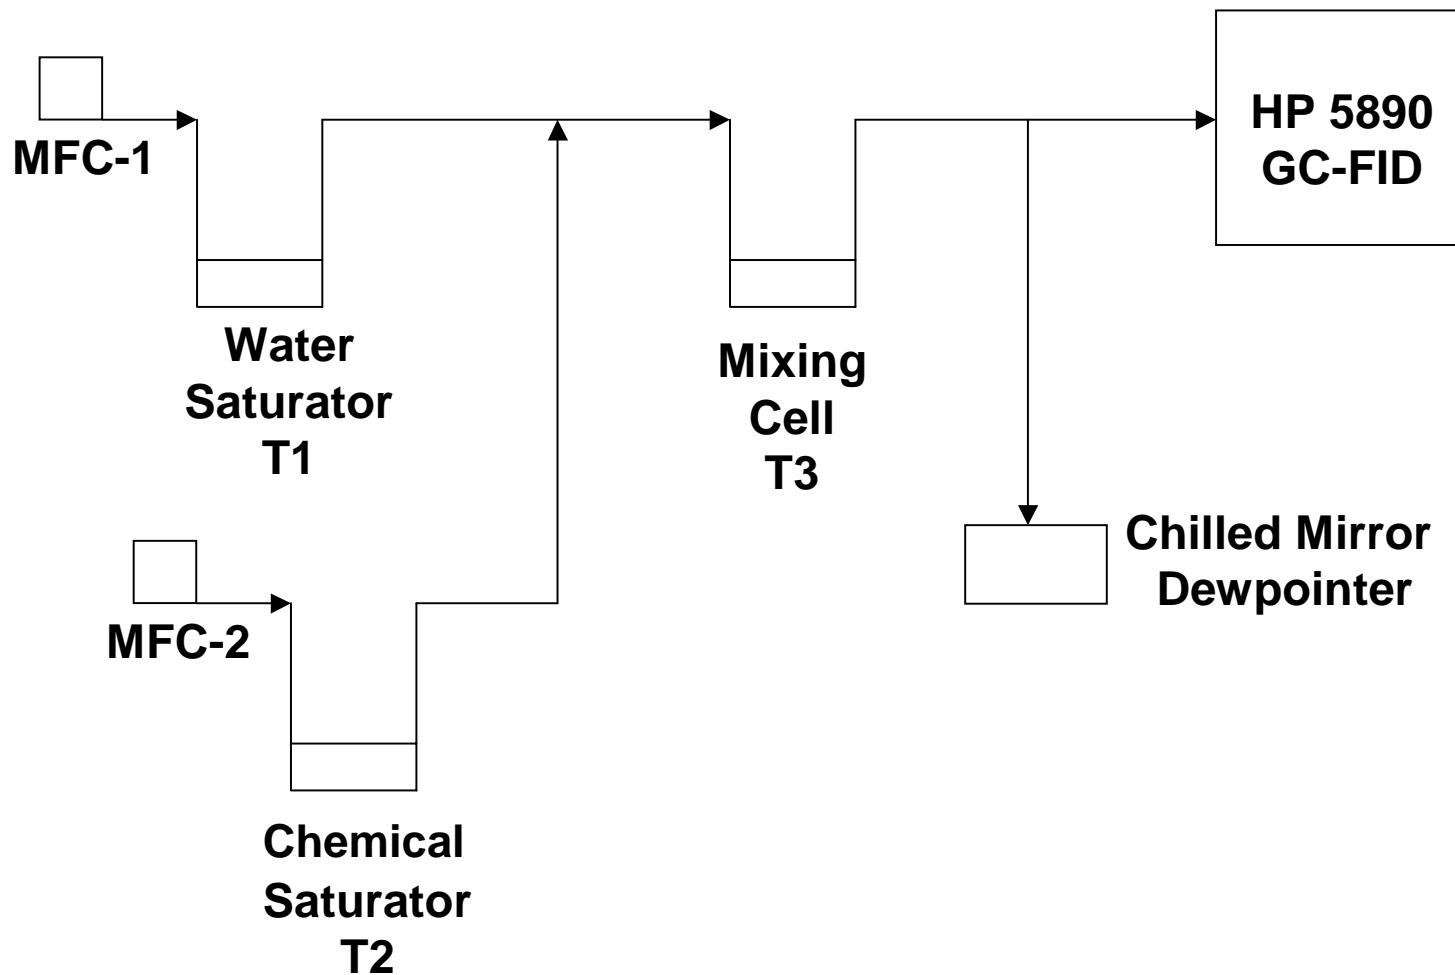 MFC-1
Water
Saturator
T1
Mixing
Cell
T3
HP 5890
GC-FID
MFC-2
Chemical
Saturator
T2
Chilled Mirror
Dewpointer